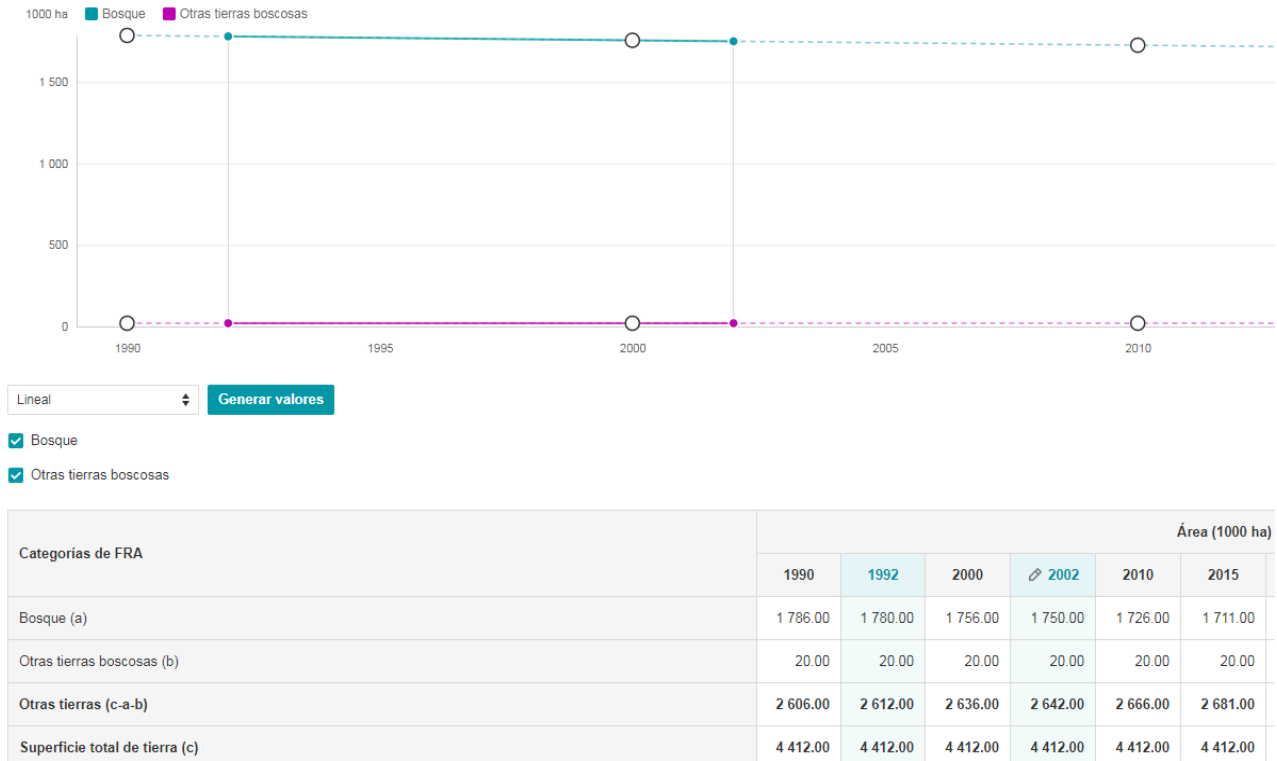 1000 ha Bosque Otras tierras boscosas
1 500
1 000
500
0
1990 1995 2000 2005 2010
Lineal Generar valores
Bosque
Otras tierras boscosas
Categorías de FRA Área (1000 ha)
1990 1992 2000 2002 2010 2015
Bosque (a) 1 786.00 1 780.00 1 756.00 1 750.00 1 726.00 1 711.00
Otras tierras boscosas (b) 20.00 20.00 20.00 20.00 20.00 20.00
Otras tierras (c-a-b) 2 606.00 2 612.00 2 636.00 2 642.00 2 666.00 2 681.00
Superficie total de tierra (c) 4 412.00 4 412.00 4 412.00 4 412.00 4 412.00 4 412.00